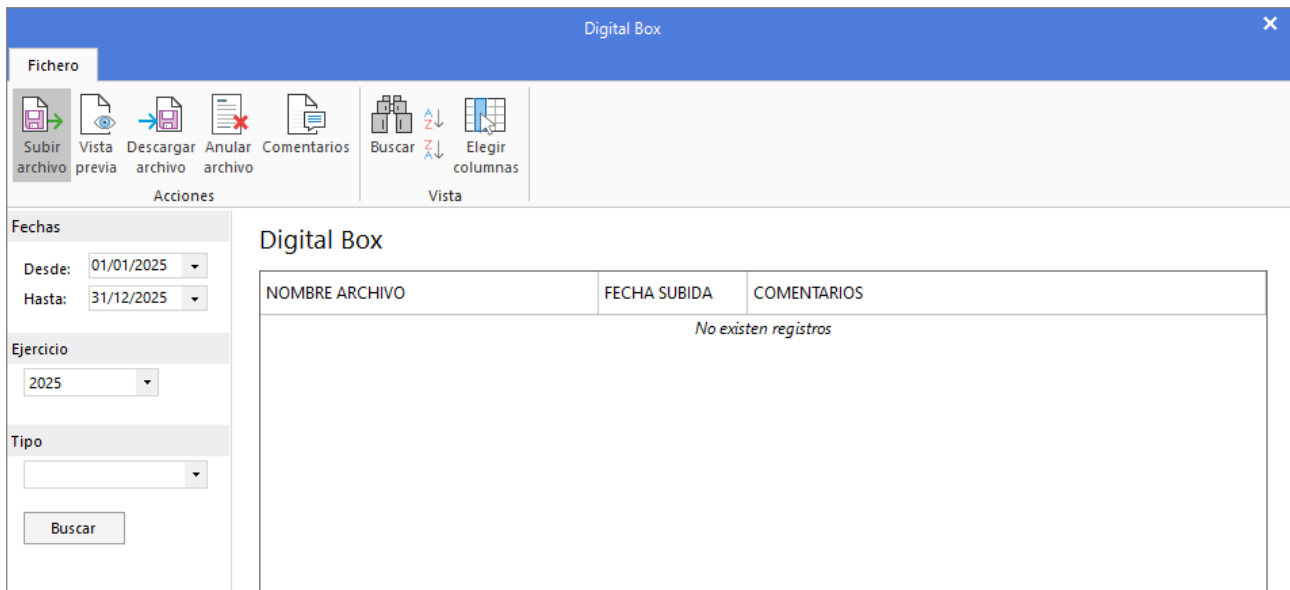 Digital Box
Fichero
Subir archivo
Vista previa
Descargar archivo
Anular archivo
Comentarios
Acciones
Buscar
A Z
Z A
Elegir columnas
Vista
Fechas
Desde: 01/01/2025
Hasta: 31/12/2025
Ejercicio
2025
Tipo
Buscar
Digital Box
NOMBRE ARCHIVO FECHA SUBIDA COMENTARIOS
No existen registros